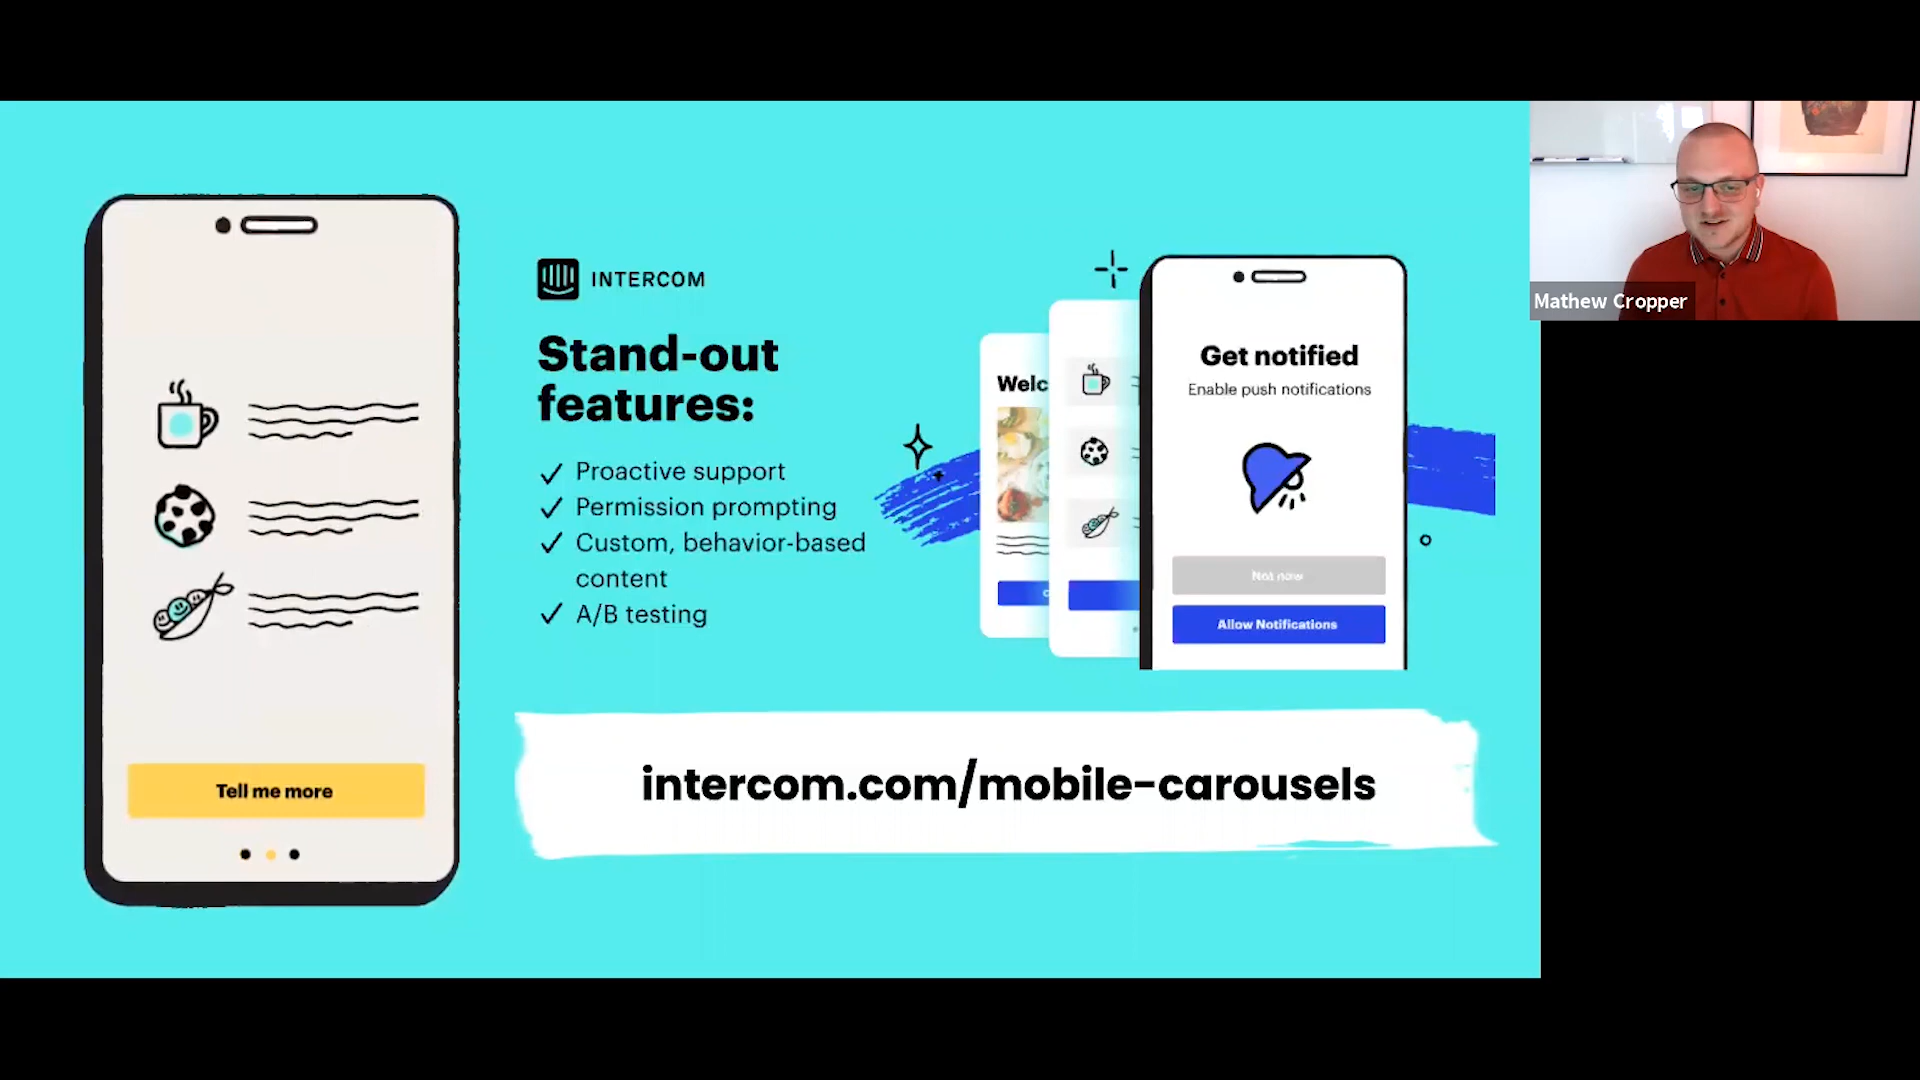 INTERCOM
Stand-out
features:
Proactive support
Permission prompting
Custom, behavior-based
content
A/B testing
Tell me more
Welc
Get notified
Enable push notifications
Not now
Allow Notifications
intercom.com/mobile-carousels
Mathew Cropper